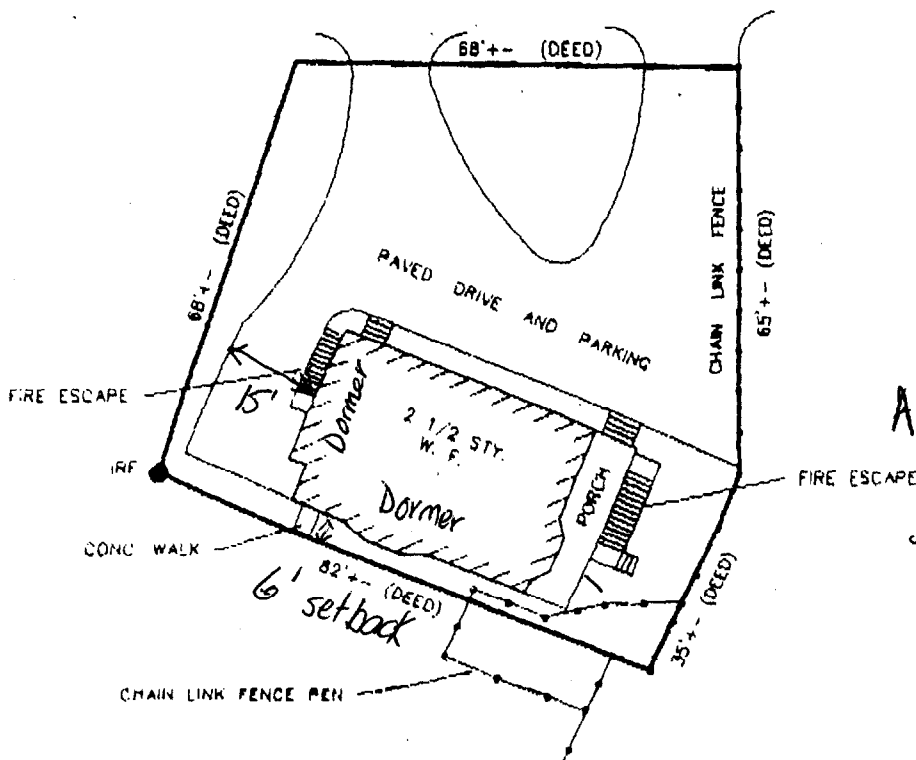 68'+- (DEED)
68'+- (DEED)
CHAIN LINK FENCE
65'+- (DEED)
PAVED DRIVE AND PARKING
FIRE ESCAPE
15'
Dormer
2 1/2 STY.
W. F.
A
FIRE ESCAPE
IRF
Dormer
PORCH
CONC WALK
82'+- (DEED)
6' setback
35'+- (DEED)
CHAIN LINK FENCE PEN